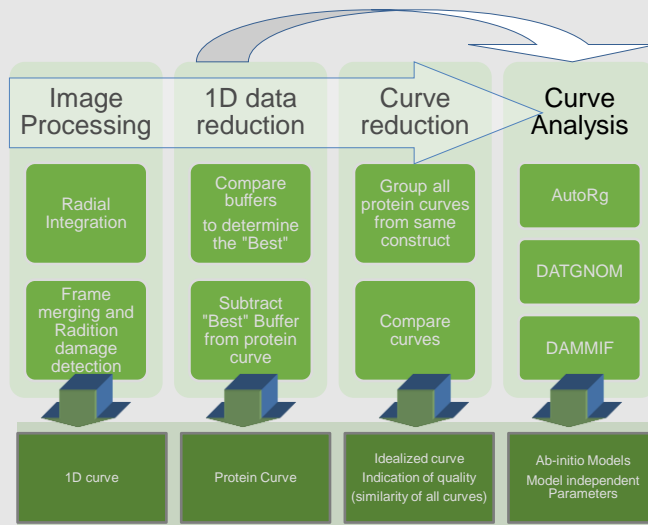 Image
Processing
1D data
reduction
Curve
reduction
Curve
Analysis
Radial
Integration
Frame
merging and
Radition
damage
detection
Compare
buffers
to determine
the "Best"
Subtract
"Best" Buffer
from protein
curve
Group all
protein curves
from same
construct
Compare
curves
AutoRg
DATGNOM
DAMMIF
1D curve
Protein Curve
Idealized curve
Indication of quality
(similarity of all curves)
Ab-initio Models
Model independent
Parameters